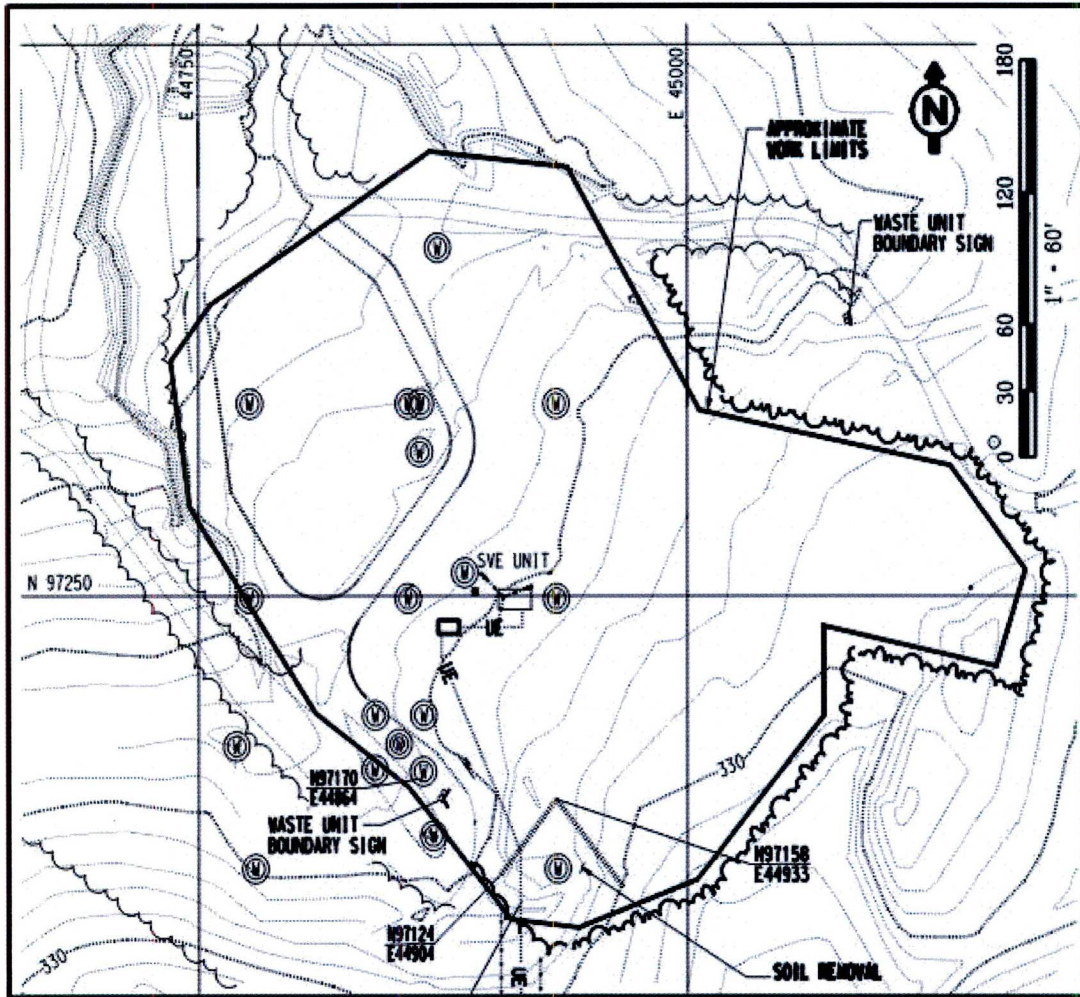 E 44750
E 45000
180
120
60
30
0
1" · 60'
N
APPROXIMATE
WORK LIMITS
WASTE UNIT
BOUNDARY SIGN
W
W
W
W
W
W
SVE UNIT
W
N 97250
W
W
W
UE
UE
W
W
W
W
W
W
330
N97170
E44864
WASTE UNIT
BOUNDARY SIGN
W
N97158
E44933
W
W
N97124
E44904
330
UE
SOIL REMOVAL